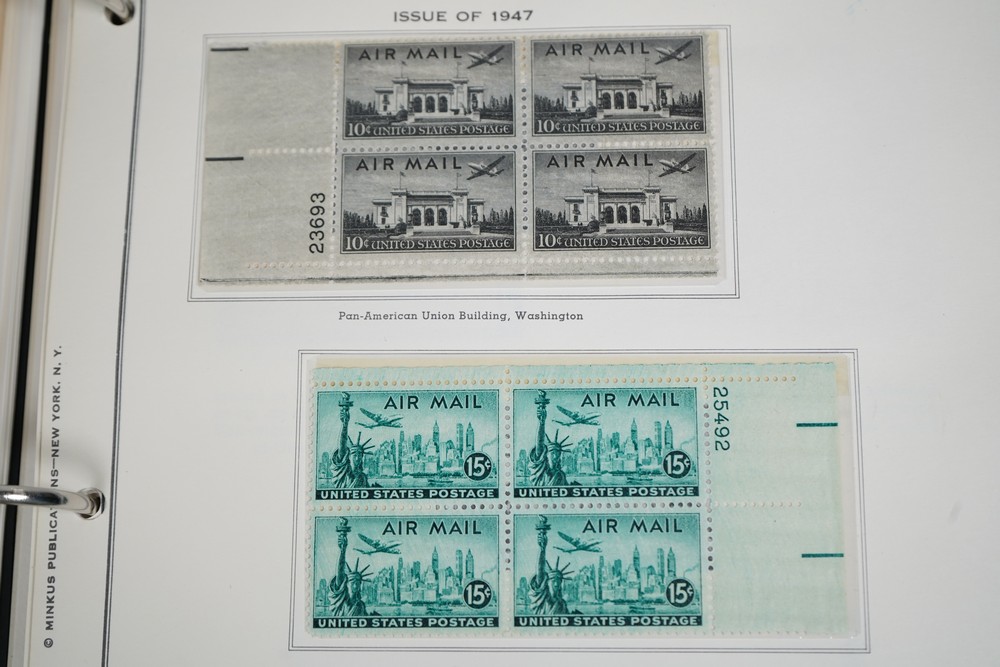 ISSUE OF 1947
AIR MAIL
10¢ UNITED STATES POSTAGE
AIR MAIL
10¢ UNITED STATES POSTAGE
AIR MAIL
10¢ UNITED STATES POSTAGE
AIR MAIL
10¢ UNITED STATES POSTAGE
23693
Pan-American Union Building, Washington
AIR MAIL
15¢
UNITED STATES POSTAGE
AIR MAIL
15¢
UNITED STATES POSTAGE
25492
AIR MAIL
15¢
UNITED STATES POSTAGE
AIR MAIL
15¢
UNITED STATES POSTAGE
© MINKUS NEW YORK. N. Y.